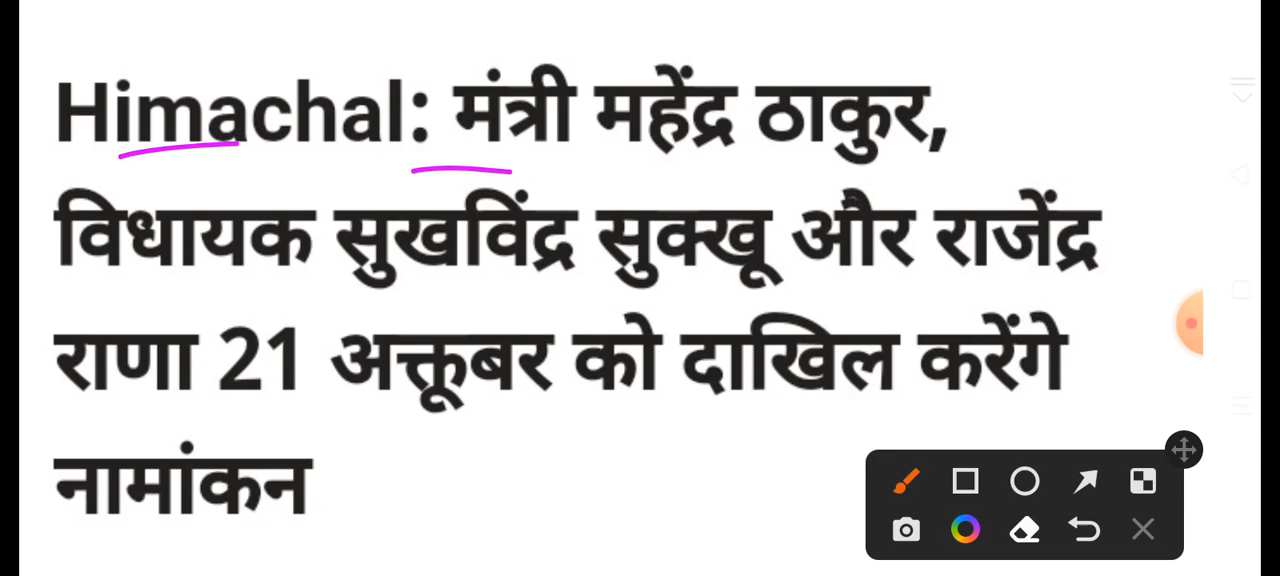 Himachal: मंत्री महेंद्र ठाकुर,
विधायक सुखविंद्र सुक्खू और राजेंद्र
राणा 21 अक्तूबर को दाखिल करेंगे
नामांकन